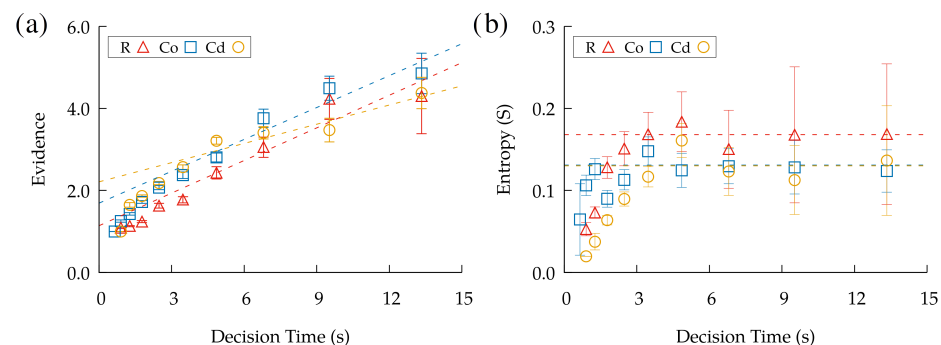 (a)
6.0
4.0
2.0
0.0
Evidence
R Co Cd
0 3 6 9 12 15
Decision Time (s)
(b)
0.3
0.2
0.1
0.0
Entropy (S)
R Co Cd
0 3 6 9 12 15
Decision Time (s)